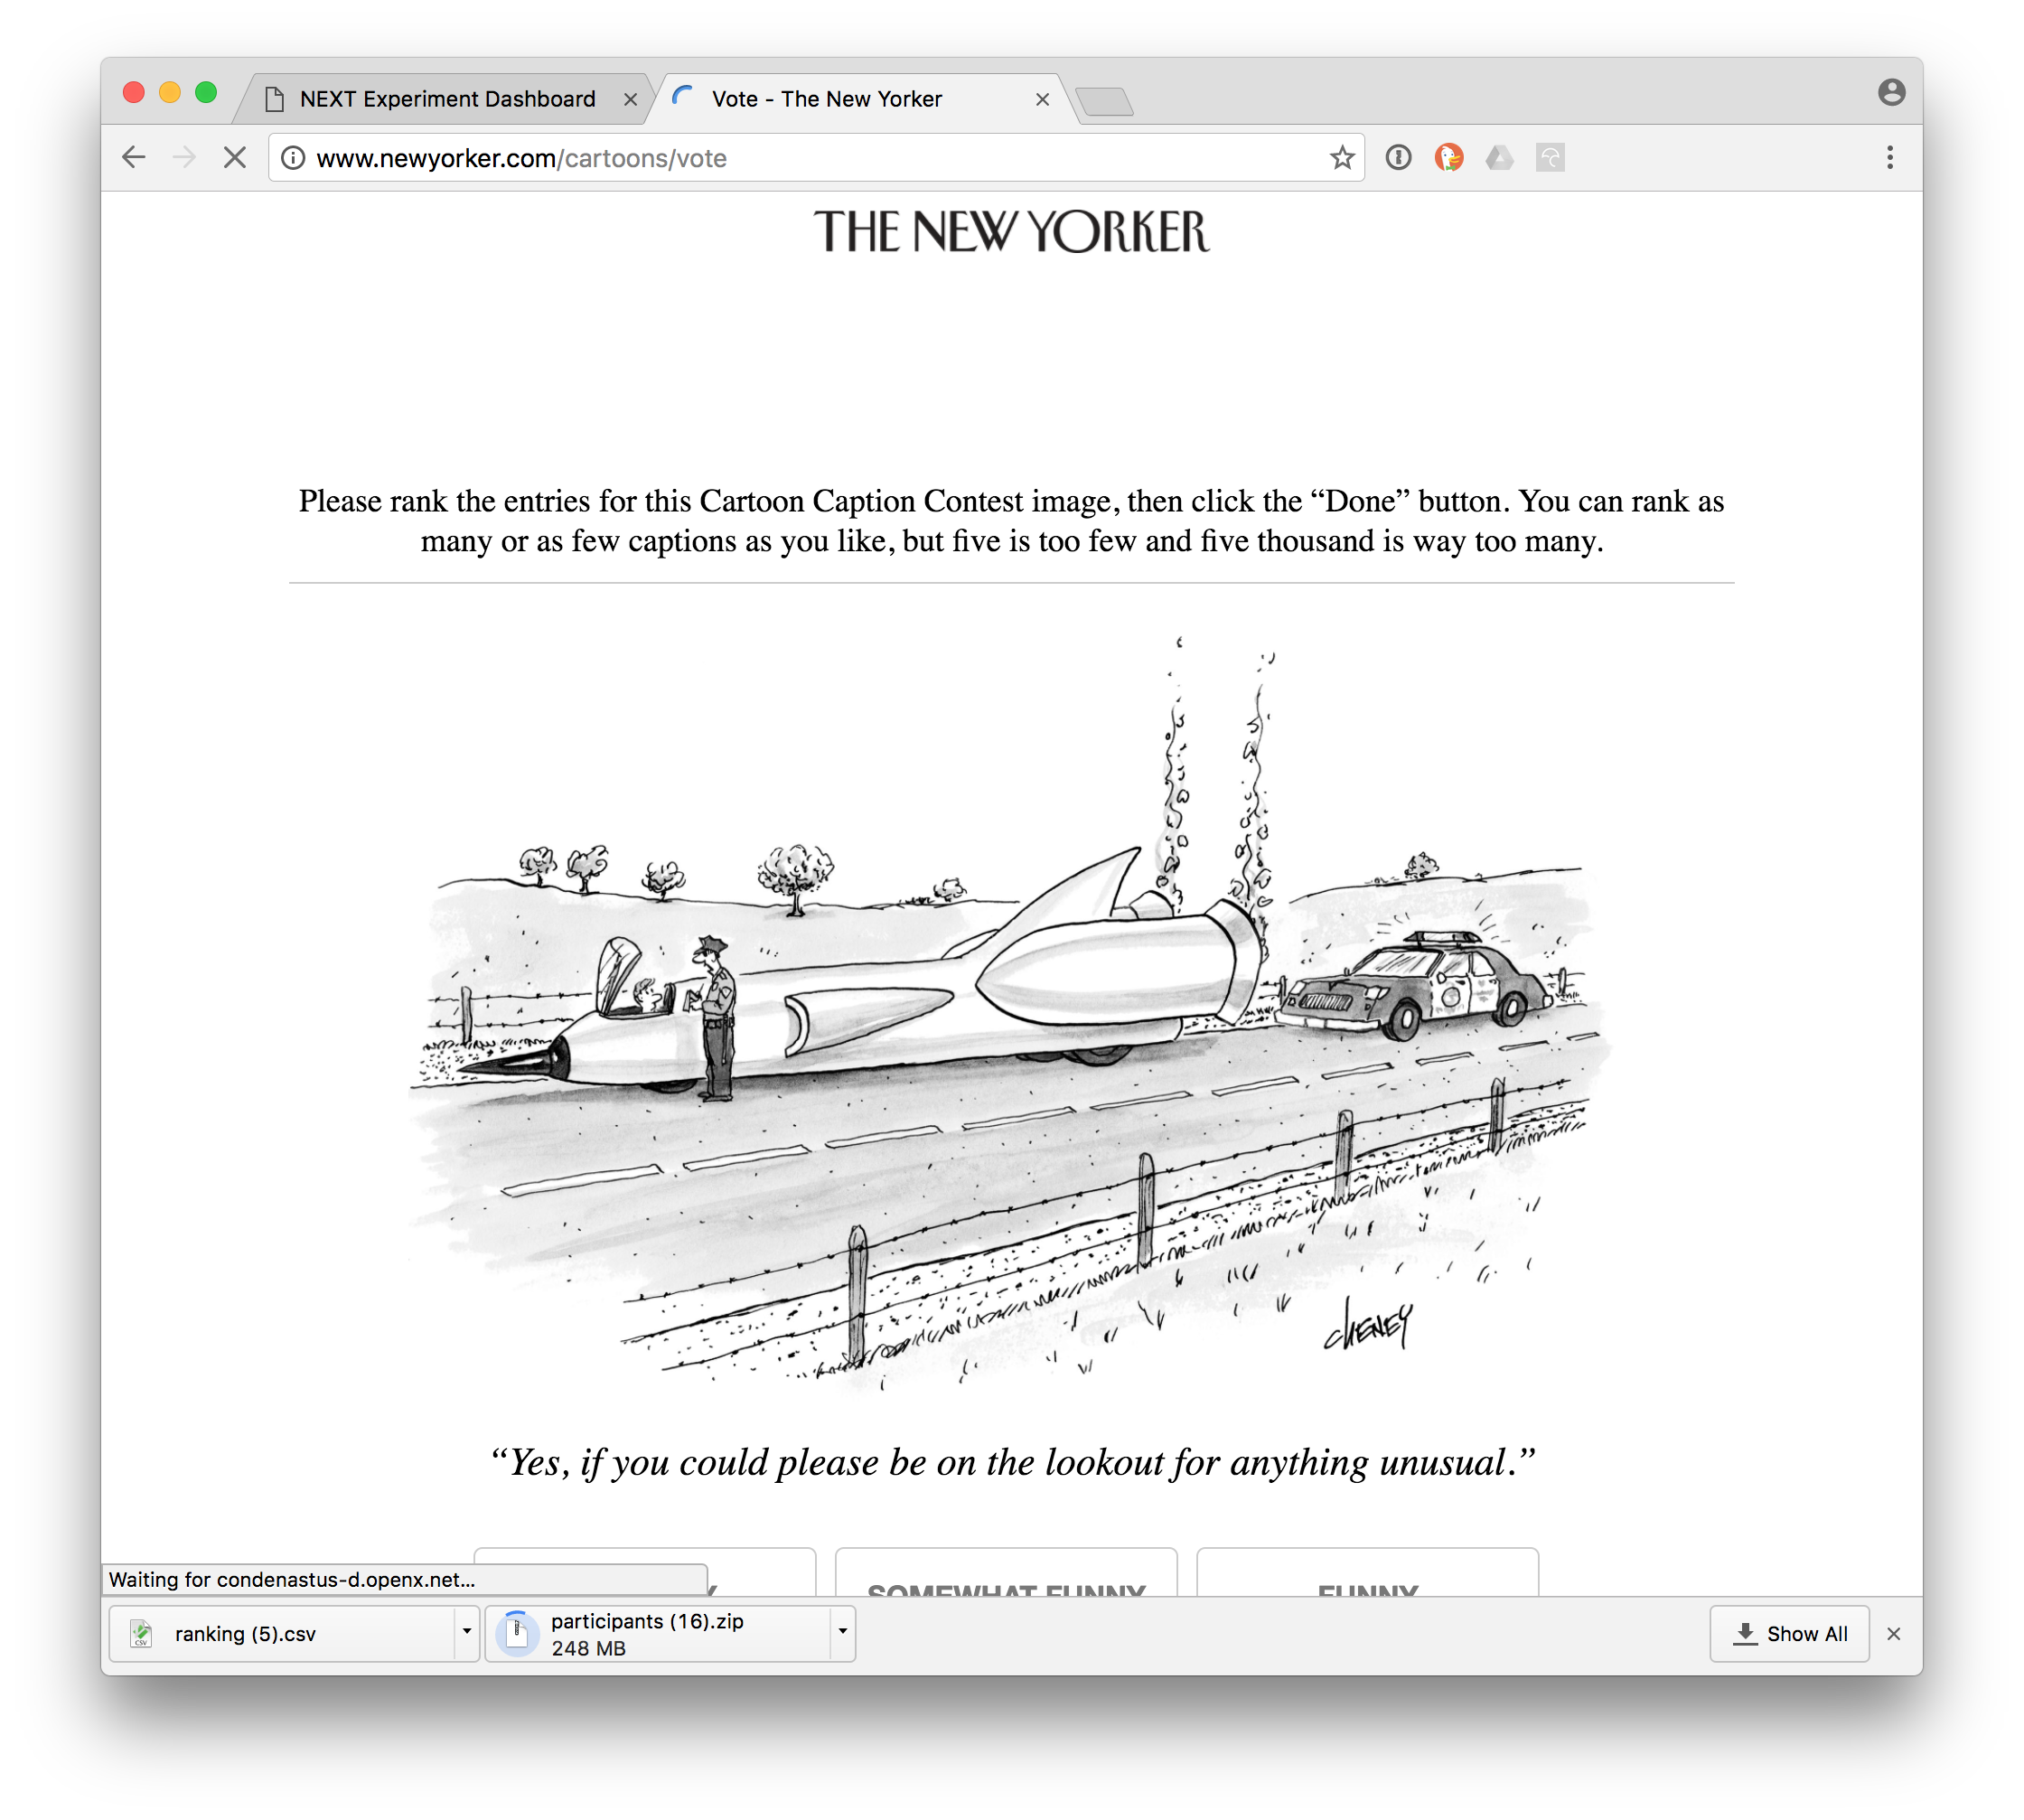 NEXT Experiment Dashboard
Vote - The New Yorker
www.newyorker.com/cartoons/vote
THE NEW YORKER
Please rank the entries for this Cartoon Caption Contest image, then click the “Done” button. You can rank as
many or as few captions as you like, but five is too few and five thousand is way too many.
CHENEY
“Yes, if you could please be on the lookout for anything unusual.”
SOMEWHAT FUNNY
FUNNY
Waiting for condenastus-d.openx.net...
CSV
ranking (5).csv
participants (16).zip
248 MB
Show All